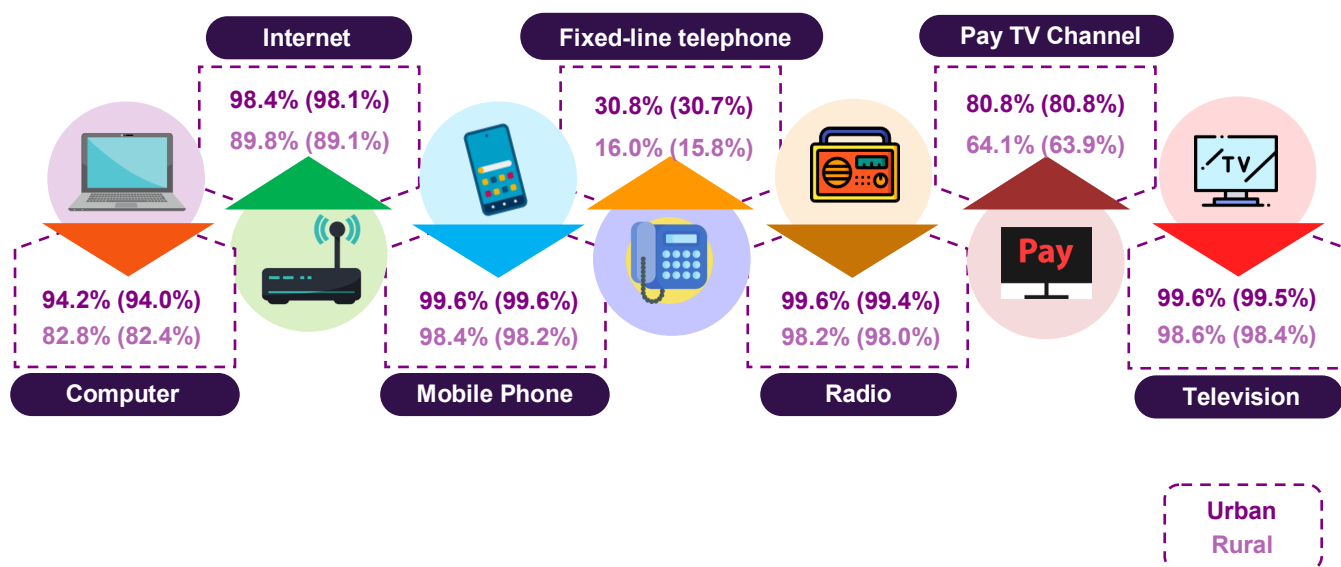 Internet
Fixed-line telephone
Pay TV Channel
98.4% (98.1%)
89.8% (89.1%)
30.8% (30.7%)
16.0% (15.8%)
80.8% (80.8%)
64.1% (63.9%)
TV
Pay
94.2% (94.0%)
82.8% (82.4%)
99.6% (99.6%)
98.4% (98.2%)
99.6% (99.4%)
98.2% (98.0%)
99.6% (99.5%)
98.6% (98.4%)
Computer
Mobile Phone
Radio
Television
Urban
Rural